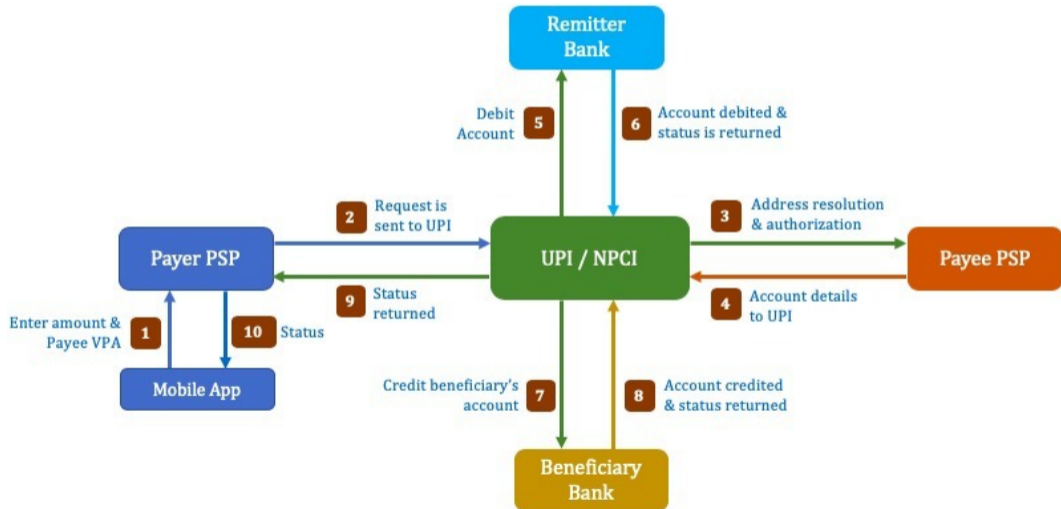 Remitter
Bank
Debit
Account
5
6
Account debited &
status is returned
2
Request is
sent to UPI
3
Address resolution
& authorization
Payer PSP
UPI / NPCI
Payee PSP
9
Status
returned
4
Account details
to UPI
Enter amount &
Payee VPA
1
10
Status
Mobile App
Credit beneficiary's
account
7
8
Account credited
& status returned
Beneficiary
Bank